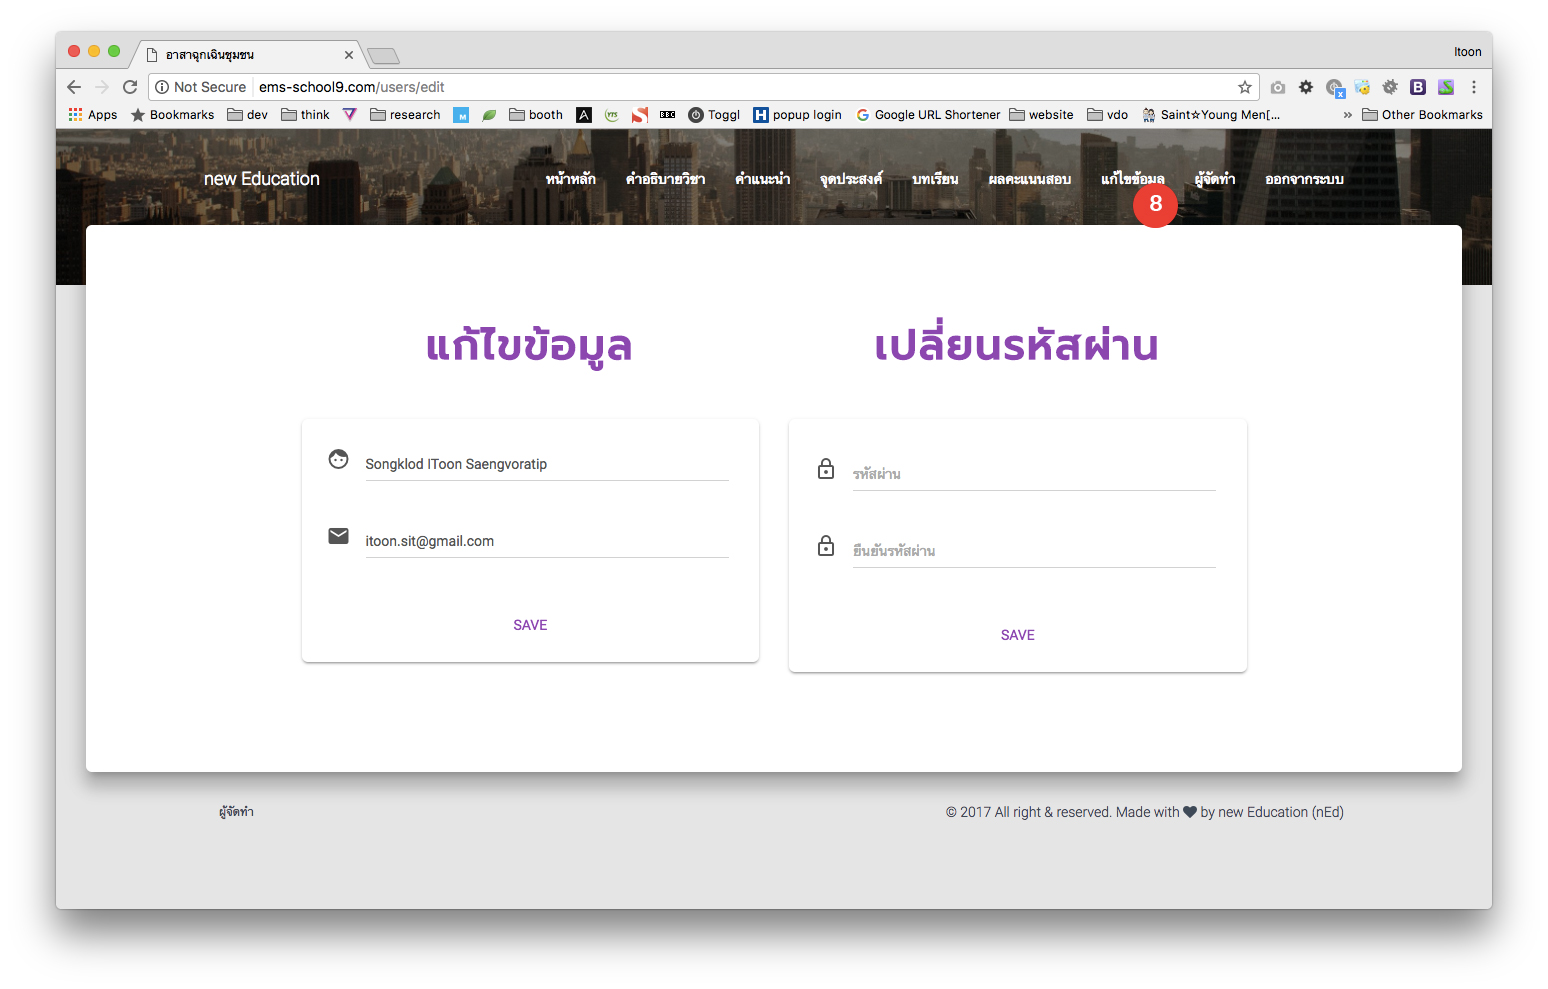 อาสาฉุกเฉินชุมชน
Itoon
Not Secure ems-school9.com/users/edit
Apps Bookmarks dev think research booth Toggl popup login Google URL Shortener website vdo Saint☆Young Men[... » Other Bookmarks
new Education หน้าหลัก คำอธิบายวิชา คำแนะนำ จุดประสงค์ บทเรียน ผลคะแนนสอบ แก้ไขข้อมูล ผู้จัดทำ ออกจากระบบ
8
แก้ไขข้อมูล เปลี่ยนรหัสผ่าน
Songklod IToon Saengvoratip
รหัสผ่าน
itoon.sit@gmail.com
ยืนยันรหัสผ่าน
SAVE
SAVE
ผู้จัดทำ © 2017 All right & reserved. Made with ♥ by new Education (nEd)